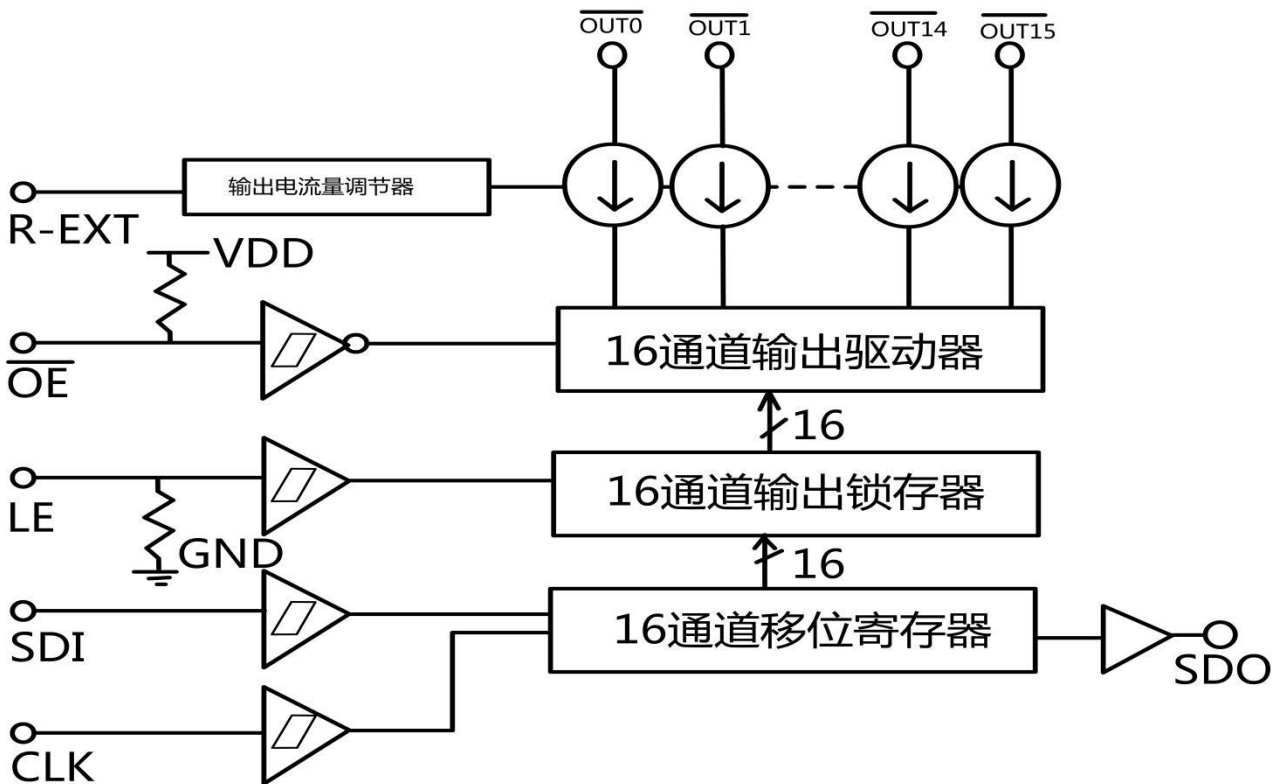 OUT0 OUT1 OUT14 OUT15
输出电流量调节器
R-EXT
VDD
OE
16通道输出驱动器
16
LE
16通道输出锁存器
GND
16
SDI
16通道移位寄存器
SDO
CLK